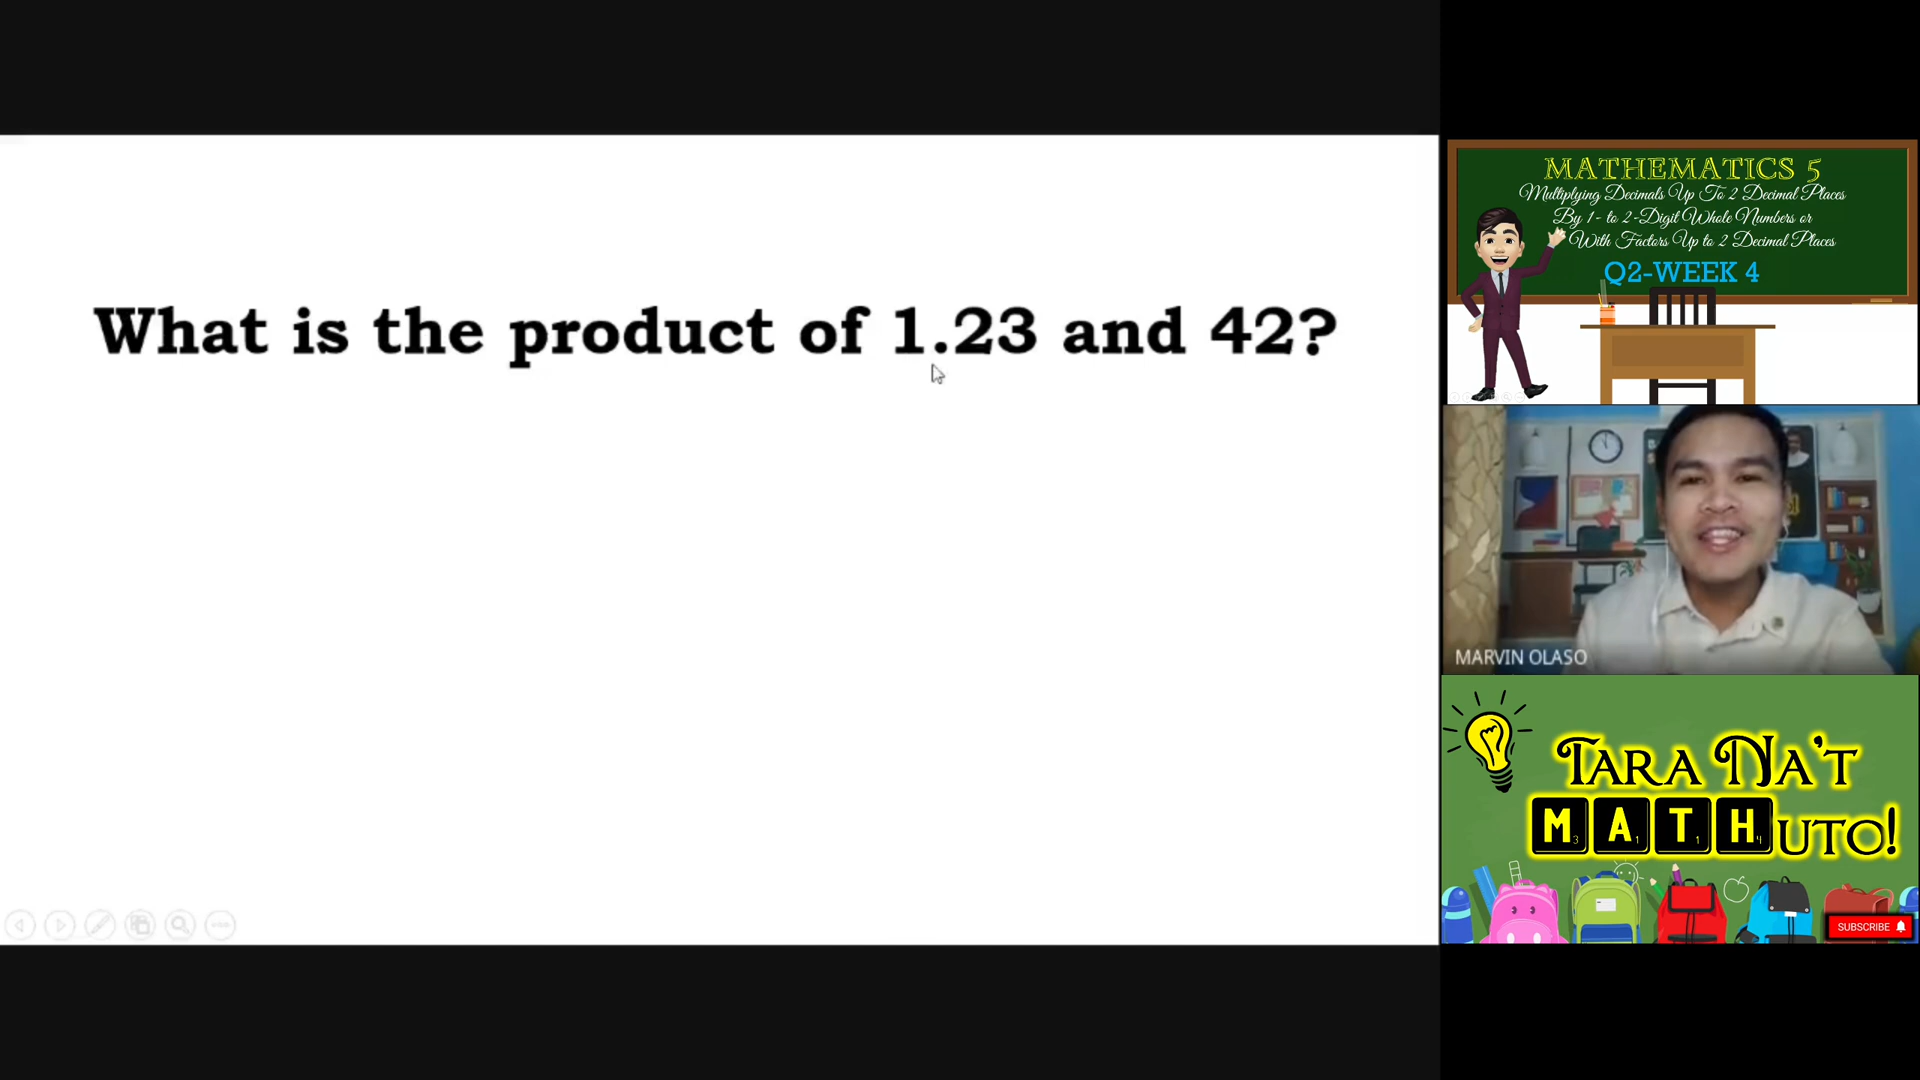 What is the product of 1.23 and 42?
MATHEMATICS 5
Multiplying Decimals Up To 2 Decimal Places
By 1- to 2-Digit Whole Numbers or
With Factors Up to 2 Decimal Places
Q2-WEEK 4
MARVIN OLASO
TARA NA'T
MATHUTO!
SUBSCRIBE